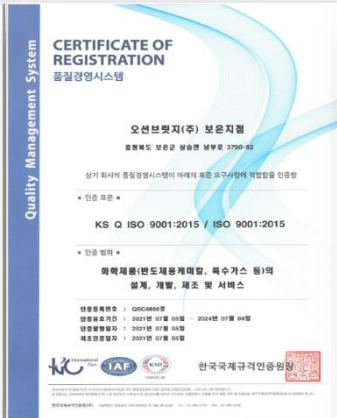 Quality Management System
CERTIFICATE OF
REGISTRATION
품질경영시스템
오션브릿지(주) 보은지점
충청북도 보은군 삼승면 남부로 3790-62
상기 회사의 품질경영시스템이 아래의 표준 요구사항에 적합함을 인증함
인증 표준
KS Q ISO 9001:2015 / ISO 9001:2015
인증 범위
화학제품(반도체용케미칼, 특수가스 등)의
설계, 개발, 제조 및 서비스
인증등록번호 : QSC4668호
인증유효기간 : 2021년 07월 05일 - 2024년 07월 04일
인증발행일자 : 2021년 07월 05일
최초인증일자 : 2021년 07월 05일
IAF
한국국제규격인증원장